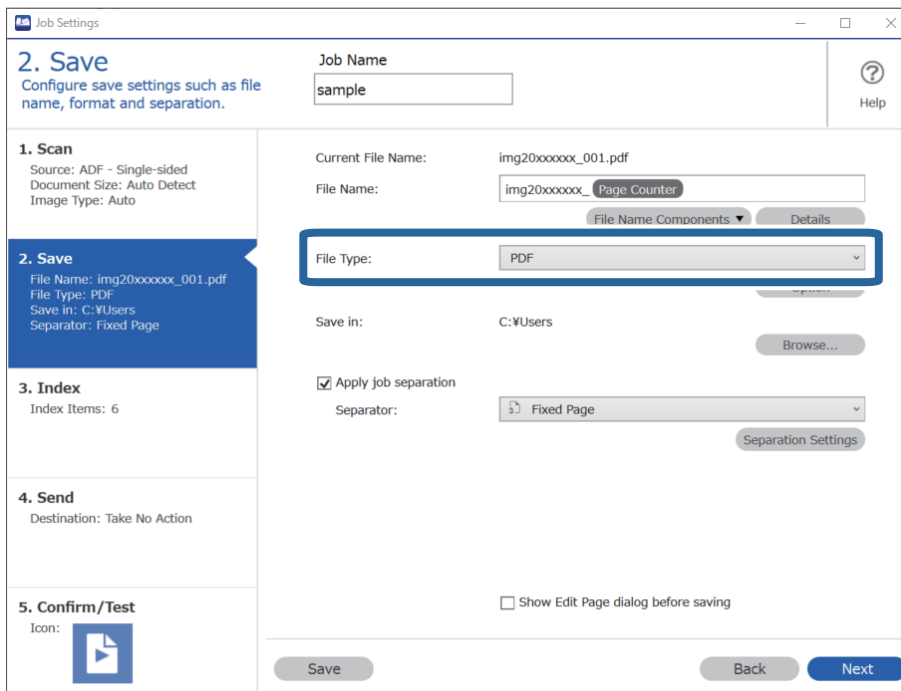 Job Settings
2. Save
Configure save settings such as file
name, format and separation.
Job Name
sample
Help
1. Scan
Source: ADF - Single-sided
Document Size: Auto Detect
Image Type: Auto
2. Save
File Name: img20xxxxxx_001.pdf
File Type: PDF
Save in: C:¥Users
Separator: Fixed Page
3. Index
Index Items: 6
4. Send
Destination: Take No Action
5. Confirm/Test
Icon:
Current File Name: img20xxxxxx_001.pdf
File Name: img20xxxxxx_ Page Counter
File Name Components ▼ Details
File Type: PDF
Save in: C:¥Users
Browse...
Apply job separation
Separator: Fixed Page
Separation Settings
Show Edit Page dialog before saving
Save Back Next